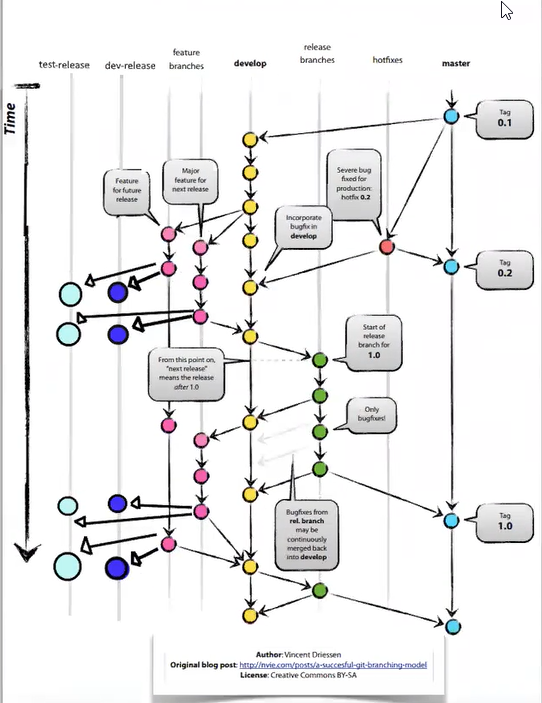 test-release
dev-release
feature
branches
develop
release
branches
hotfixes
master
Time
Tag
0.1
Major
feature for
next release
Feature
for future
release
Severe bug
fixed for
production:
hotfix 0.2
Incorporate
bugfix in
develop
Tag
0.2
Start of
release
branch for
1.0
From this point on,
"next release"
means the release
after 1.0
Only
bugfixes!
Bugfixes from
rel. branch
may be
continuously
merged back
into develop
Tag
1.0
Author: Vincent Driessen
Original blog post: http://nvie.com/posts/a-succesful-git-branching-model
License: Creative Commons BY-SA